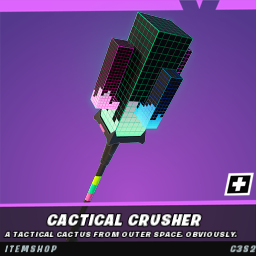 CACTICAL CRUSHER
A TACTICAL CACTUS FROM OUTER SPACE. OBVIOUSLY.
ITEMSHOP
C3S2